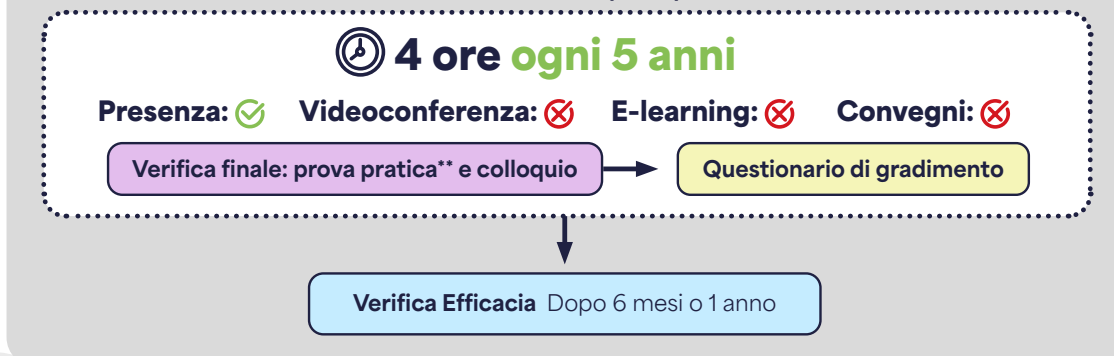 4 ore ogni 5 anni
Presenza: Videoconferenza: E-learning: Convegni:
Verifica finale: prova pratica** e colloquio Questionario di gradimento
Verifica Efficacia Dopo 6 mesi o 1 anno